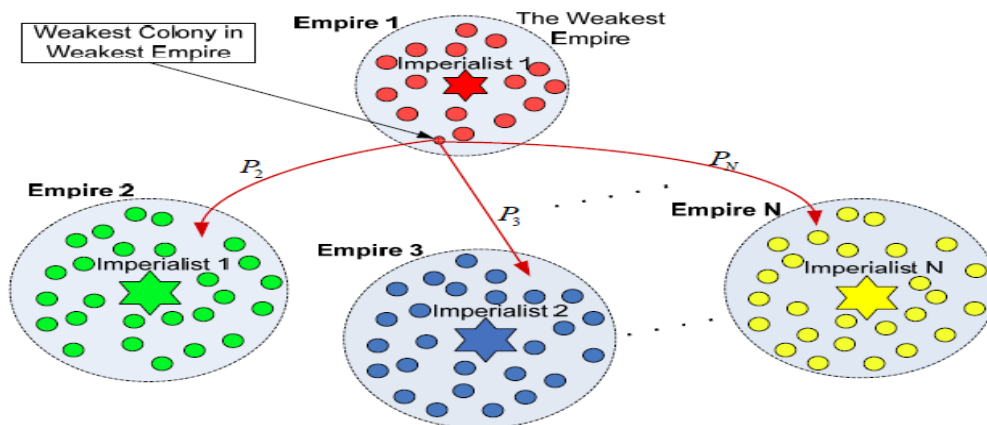 Empire 1
The Weakest
Empire
Weakest Colony in
Weakest Empire
Imperialist 1
P2
PN
P3
Empire 2
Empire N
Empire 3
Imperialist 1
Imperialist N
Imperialist 2